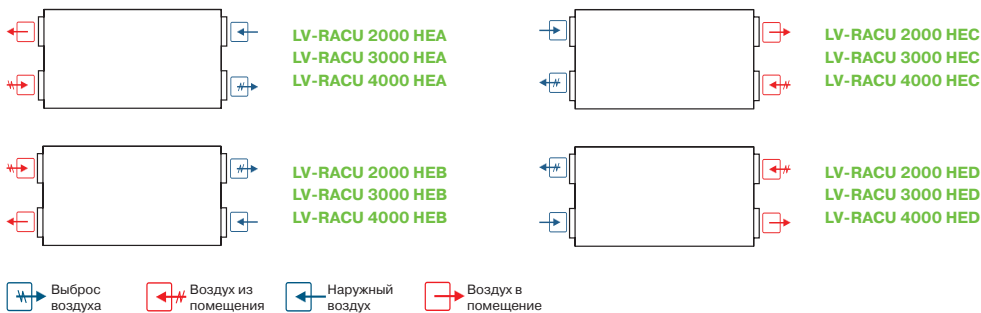 LV-RACU 2000 HEA
LV-RACU 3000 HEA
LV-RACU 4000 HEA
LV-RACU 2000 HEC
LV-RACU 3000 HEC
LV-RACU 4000 HEC
LV-RACU 2000 HEB
LV-RACU 3000 HEB
LV-RACU 4000 HEB
LV-RACU 2000 HED
LV-RACU 3000 HED
LV-RACU 4000 HED
Выброс
воздуха
Воздух из
помещения
Наружный
воздух
Воздух в
помещение